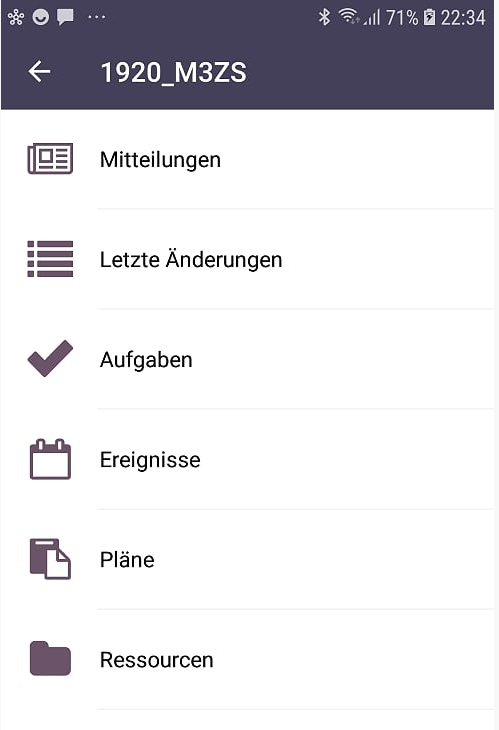 71% 22:34
1920_M3ZS
Mitteilungen
Letzte Änderungen
Aufgaben
Ereignisse
Pläne
Ressourcen